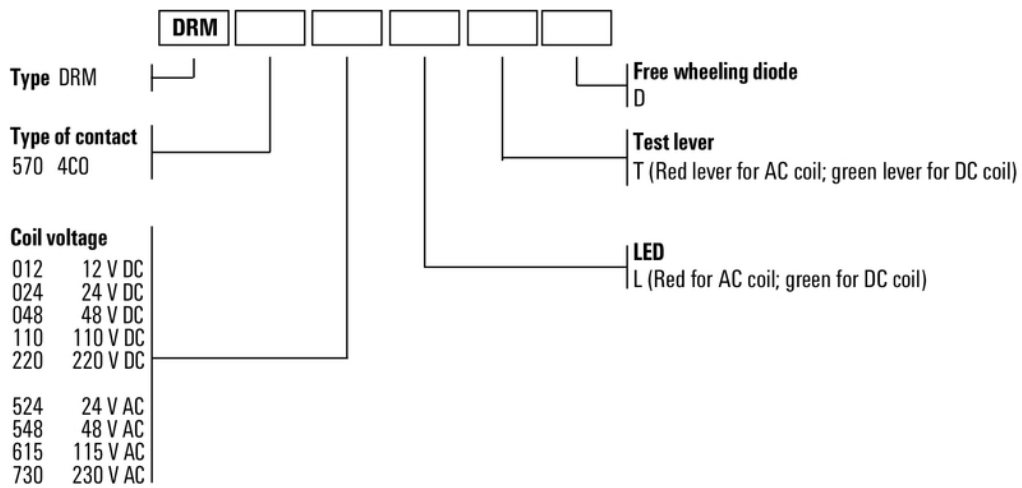 DRM
Type DRM
Type of contact
570 4CO
Coil voltage
012 12 V DC
024 24 V DC
048 48 V DC
110 110 V DC
220 220 V DC
524 24 V AC
548 48 V AC
615 115 V AC
730 230 V AC
Free wheeling diode
D
Test lever
T (Red lever for AC coil; green lever for DC coil)
LED
L (Red for AC coil; green for DC coil)